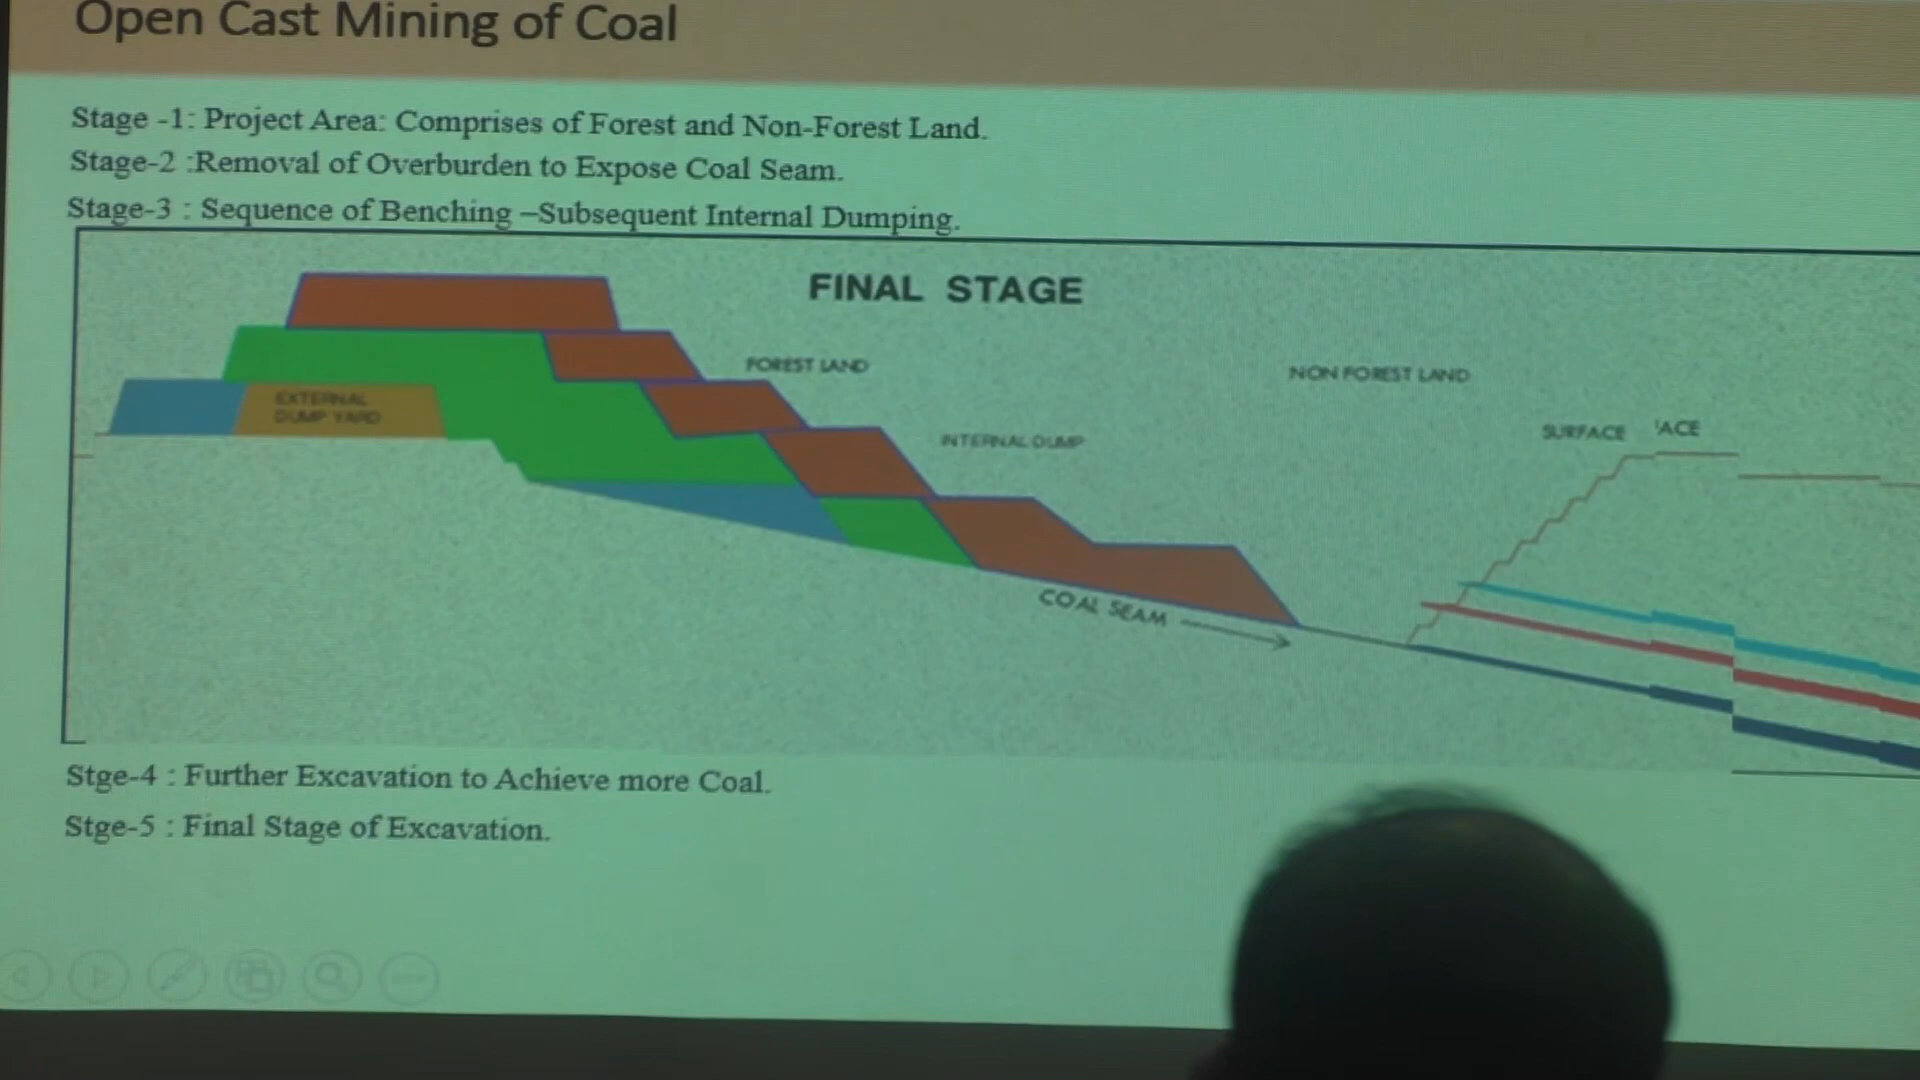 Open Cast Mining of Coal
Stage -1: Project Area: Comprises of Forest and Non-Forest Land.
Stage-2 :Removal of Overburden to Expose Coal Seam.
Stage-3 : Sequence of Benching –Subsequent Internal Dumping.
FINAL STAGE
FOREST LAND
NON FOREST LAND
EXTERNAL
DUMP YARD
INTERNAL DUMP
SURFACE 'ACE
COAL SEAM
Stge-4 : Further Excavation to Achieve more Coal.
Stge-5 : Final Stage of Excavation.